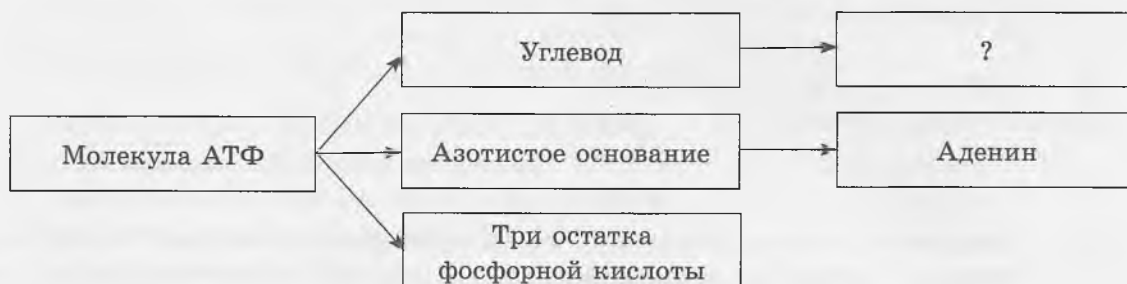 Углевод
?
Молекула АТФ
Азотистое основание
Аденин
Три остатка
фосфорной кислоты